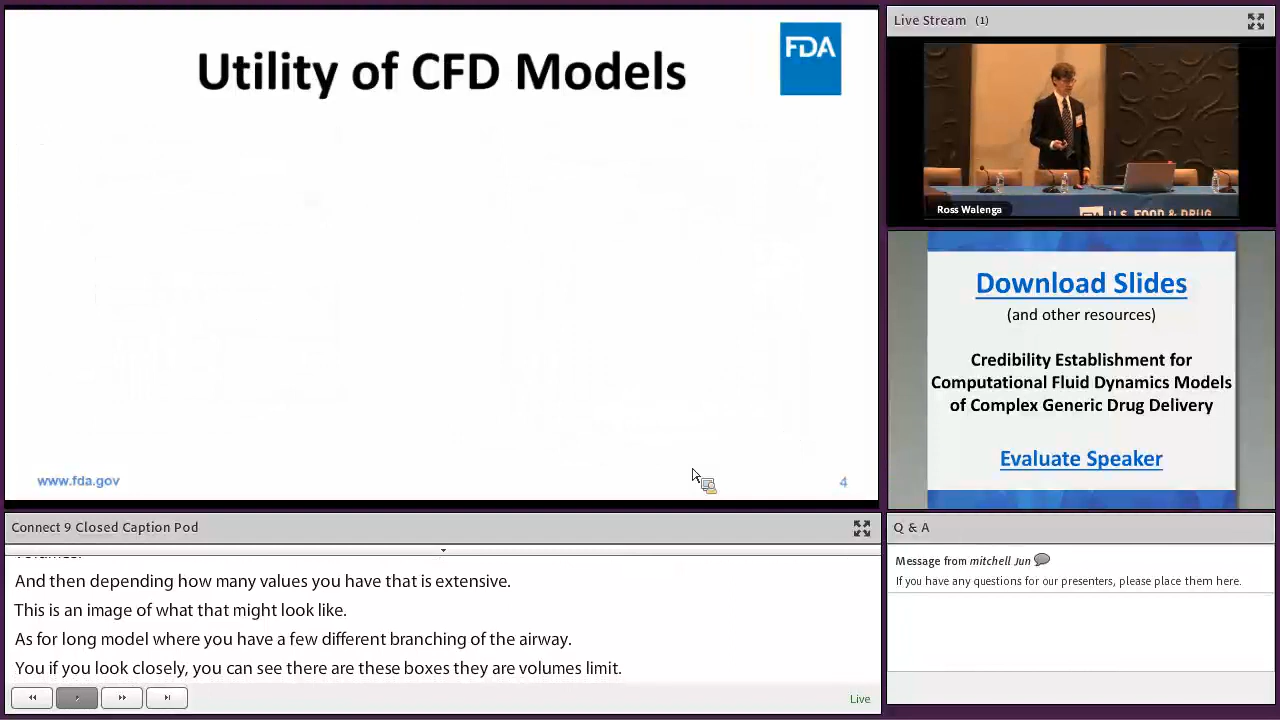 Utility of CFD Models
FDA
www.fda.gov
4
Live Stream (1)
Ross Walenga
U.S. FOOD & DRUG
Download Slides
(and other resources)
Credibility Establishment for
Computational Fluid Dynamics Models
of Complex Generic Drug Delivery
Evaluate Speaker
Connect 9 Closed Caption Pod
And then depending how many values you have that is extensive.
This is an image of what that might look like.
As for long model where you have a few different branching of the airway.
You if you look closely, you can see there are these boxes they are volumes limit.
Live
Q & A
Message from mitchell Jun
If you have any questions for our presenters, please place them here.